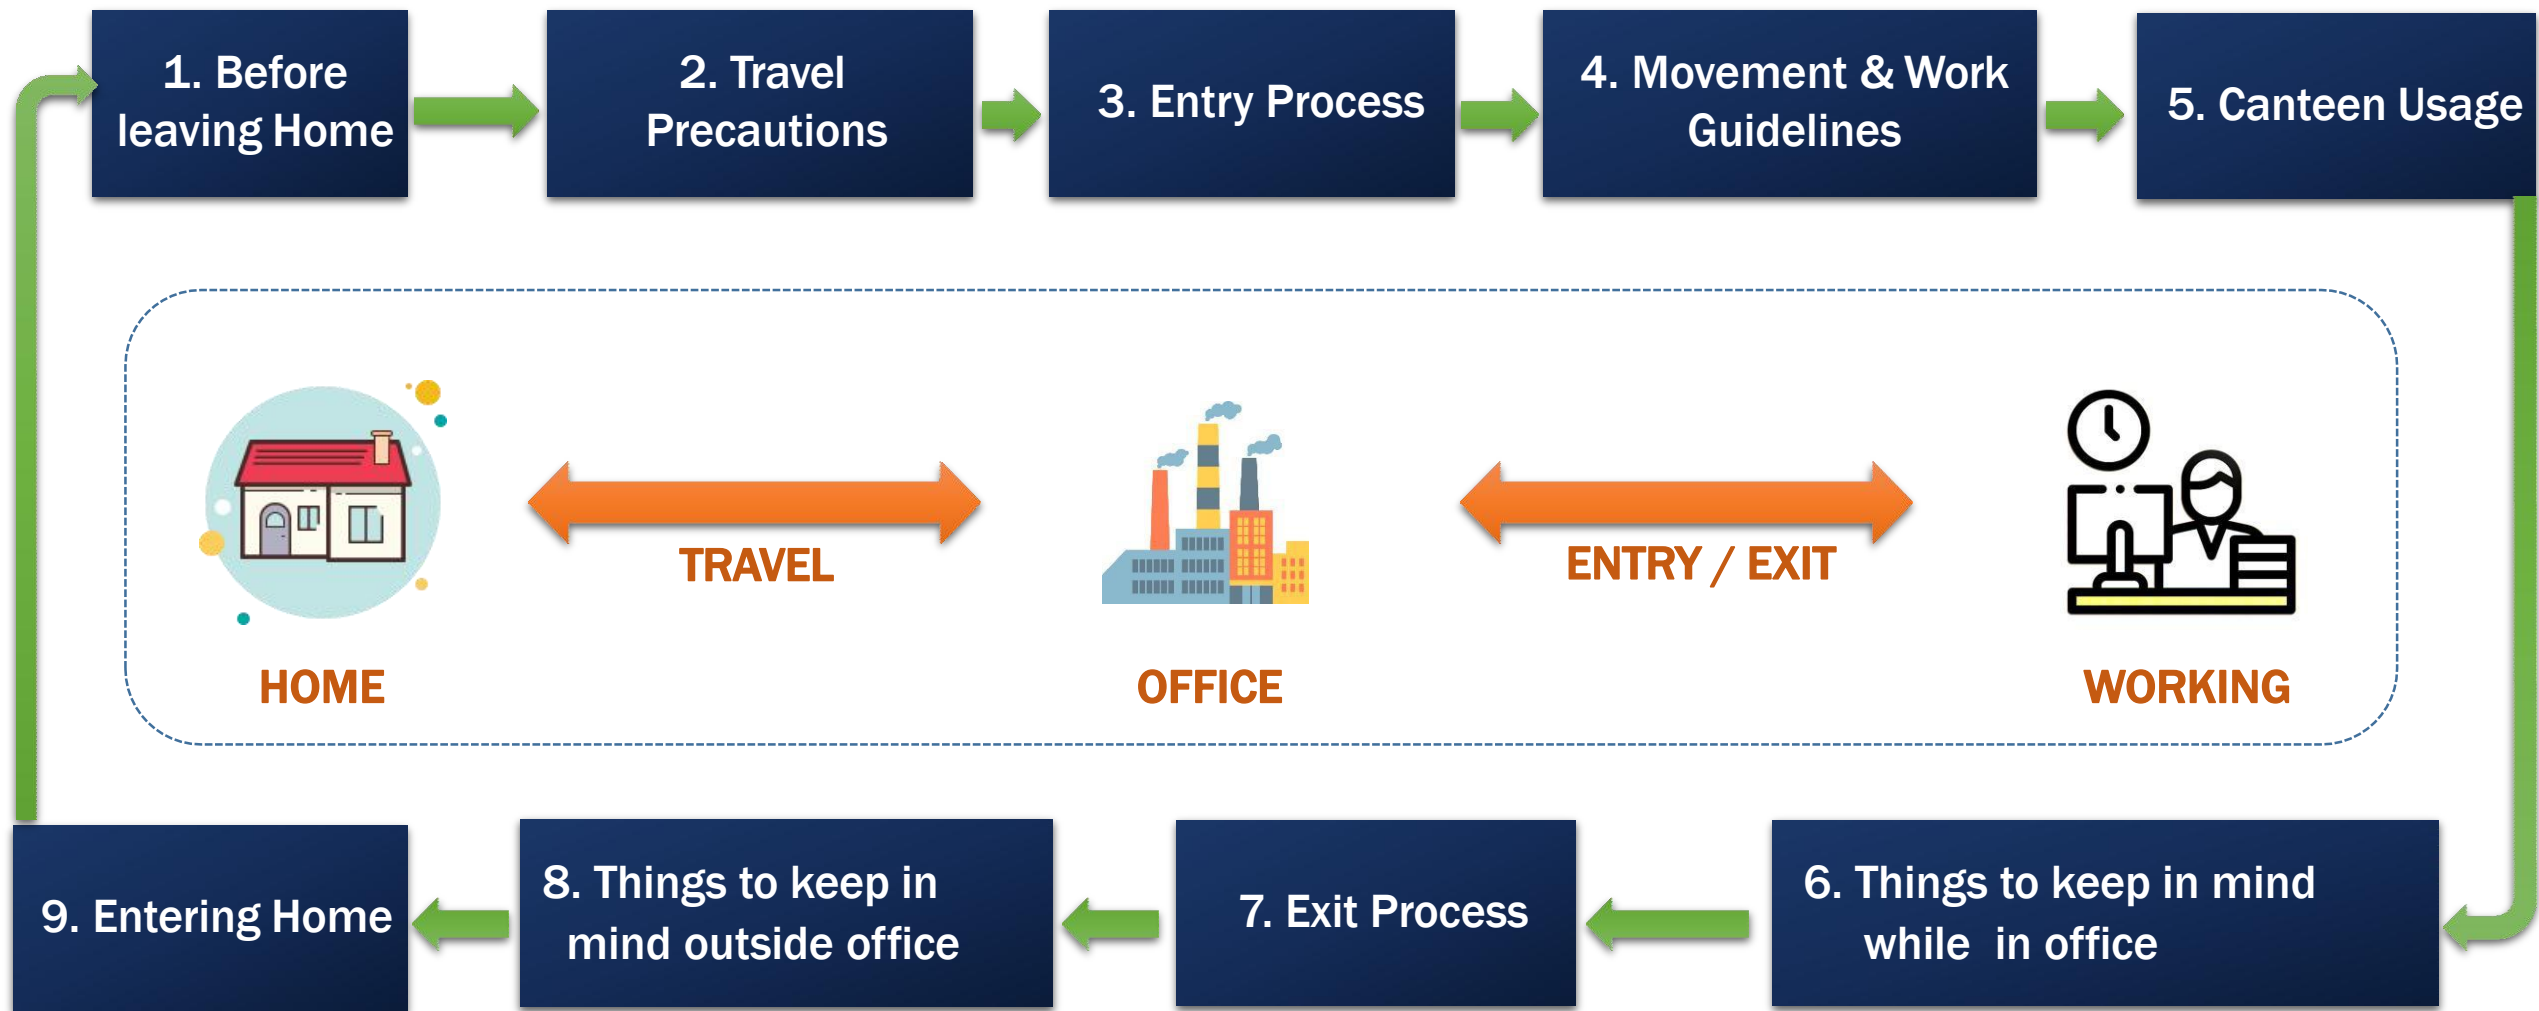 1. Before
leaving Home
2. Travel
Precautions
3. Entry Process
4. Movement & Work
Guidelines
5. Canteen Usage
TRAVEL
ENTRY / EXIT
HOME
OFFICE
WORKING
9. Entering Home
8. Things to keep in
mind outside office
7. Exit Process
6. Things to keep in mind
while in office